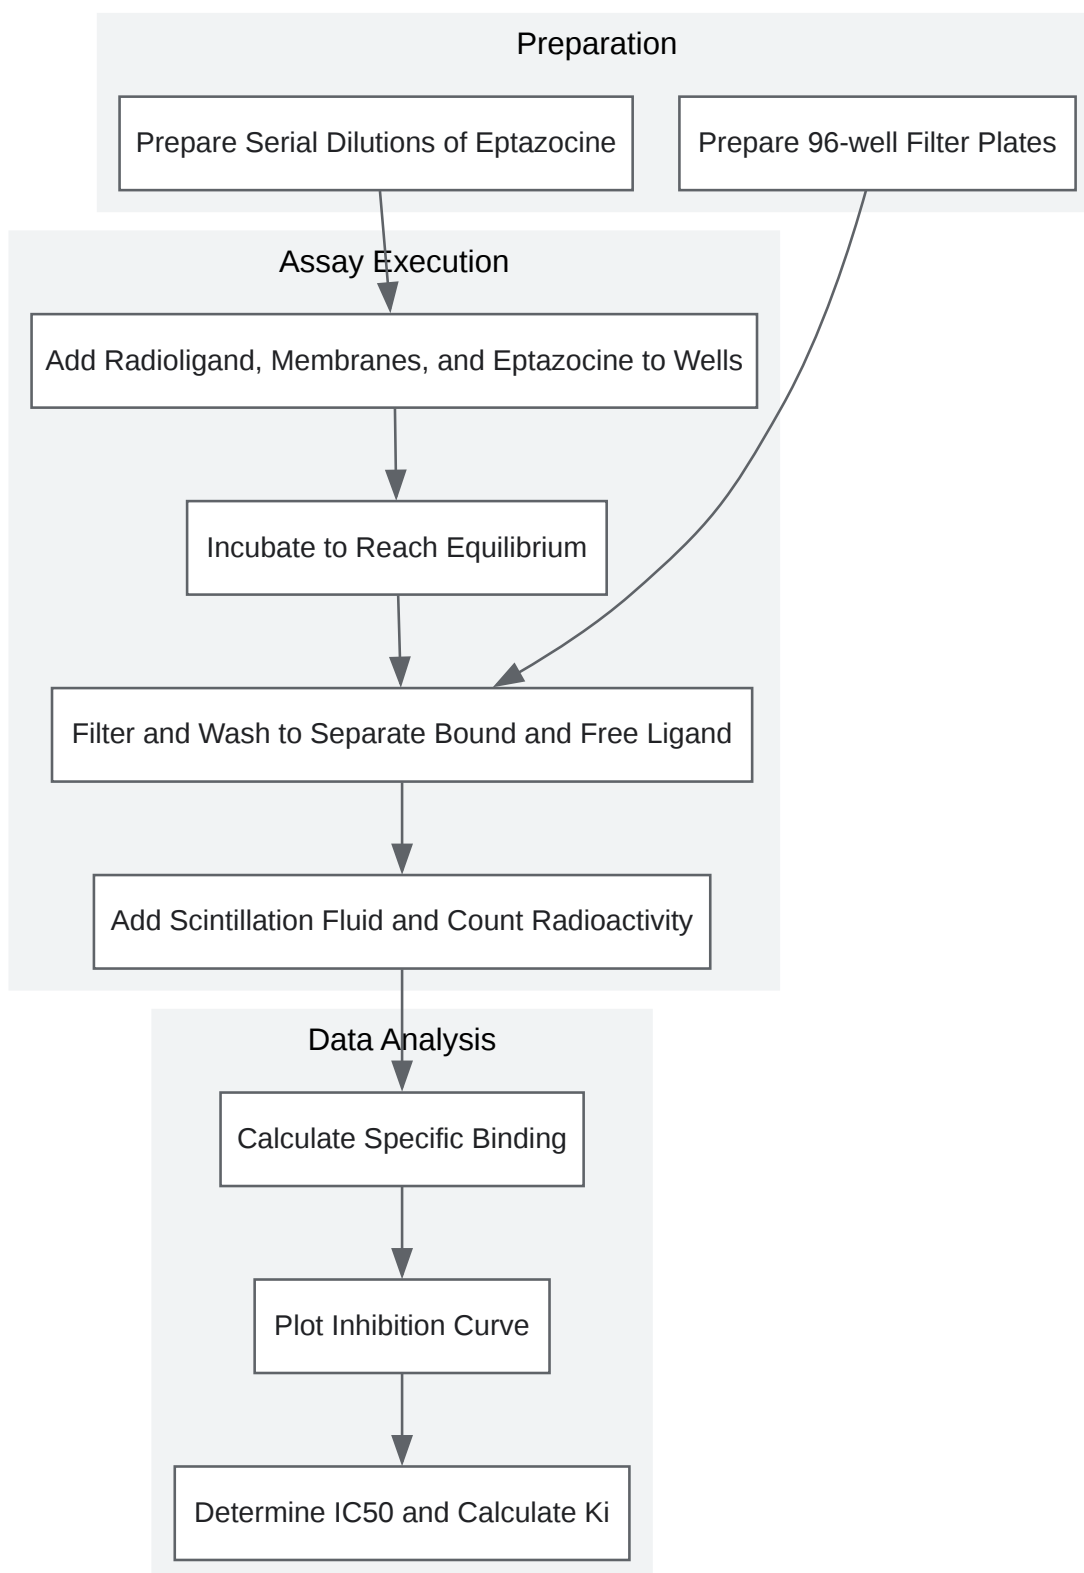 Preparation
Prepare Serial Dilutions of Eptazocine
Prepare 96-well Filter Plates
Assay Execution
Add Radioligand, Membranes, and Eptazocine to Wells
Incubate to Reach Equilibrium
Filter and Wash to Separate Bound and Free Ligand
Add Scintillation Fluid and Count Radioactivity
Data Analysis
Calculate Specific Binding
Plot Inhibition Curve
Determine IC50 and Calculate Ki